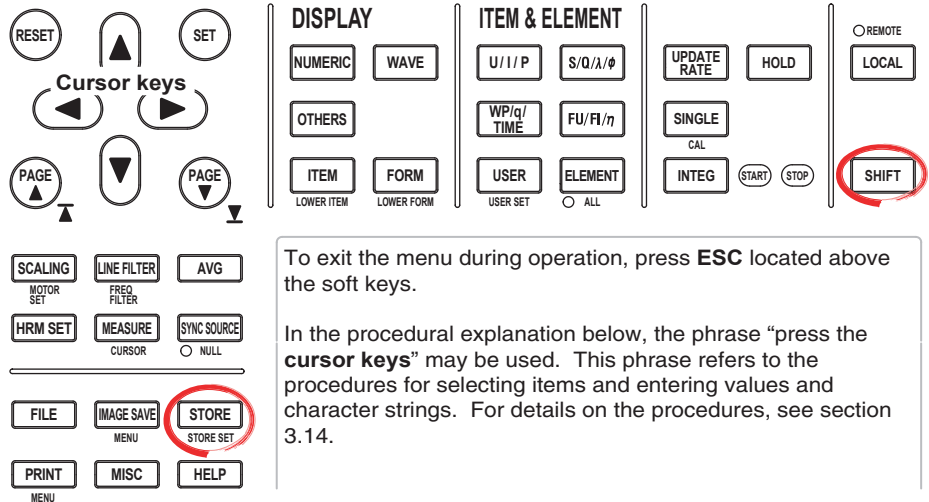 RESET
SET
Cursor keys
PAGE
PAGE
DISPLAY
NUMERIC
WAVE
OTHERS
ITEM
FORM
LOWER ITEM
LOWER FORM
ITEM & ELEMENT
U / I / P
S/Q/λ/ϕ
WP/q/
TIME
FU/FI/η
USER
ELEMENT
USER SET
ALL
UPDATE
RATE
HOLD
SINGLE
CAL
INTEG
START
STOP
REMOTE
LOCAL
SHIFT
SCALING
LINE FILTER
AVG
MOTOR
SET
FREQ
FILTER
HRM SET
MEASURE
SYNC SOURCE
CURSOR
NULL
FILE
IMAGE SAVE
STORE
MENU
STORE SET
PRINT
MISC
HELP
MENU
To exit the menu during operation, press ESC located above
the soft keys.
In the procedural explanation below, the phrase “press the
cursor keys” may be used. This phrase refers to the
procedures for selecting items and entering values and
character strings. For details on the procedures, see section
3.14.